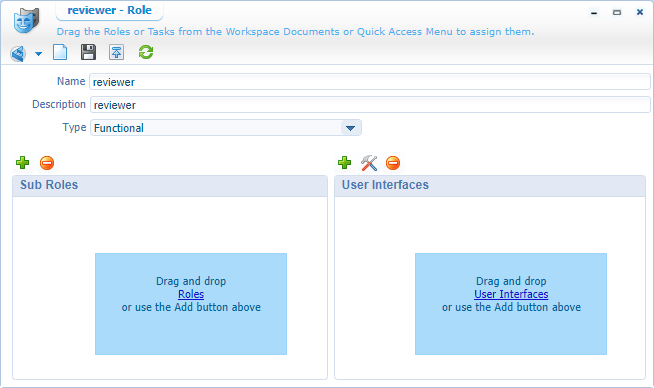 reviewer - Role
Drag the Roles or Tasks from the Workspace Documents or Quick Access Menu to assign them.
Name
reviewer
Description
reviewer
Type
Functional
Sub Roles
Drag and drop
Roles
or use the Add button above
User Interfaces
Drag and drop
User Interfaces
or use the Add button above